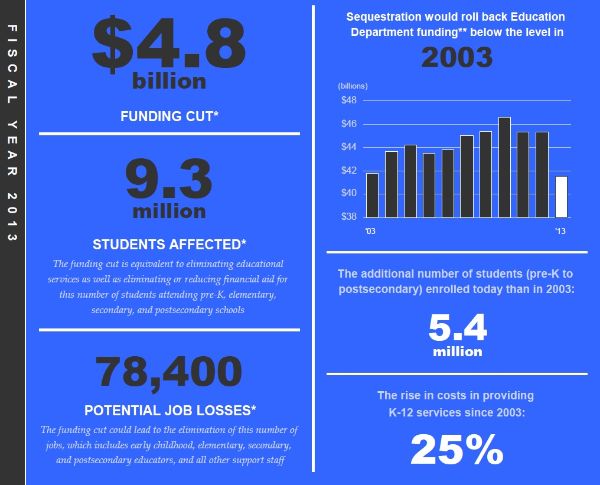 FISCAL YEAR 2013
$4.8
billion
FUNDING CUT*
9.3
million
STUDENTS AFFECTED*
The funding cut is equivalent to eliminating educational
services as well as eliminating or reducing financial aid for
this number of students attending pre-K, elementary,
secondary, and postsecondary schools
78,400
POTENTIAL JOB LOSSES*
The funding cut could lead to the elimination of this number of
jobs, which includes early childhood, elementary, secondary,
and postsecondary educators, and all other support staff
Sequestration would roll back Education
Department funding** below the level in
2003
(billions)
$48
$46
$44
$42
$40
$38
'03 '13
The additional number of students (pre-K to
postsecondary) enrolled today than in 2003:
5.4
million
The rise in costs in providing
K-12 services since 2003:
25%